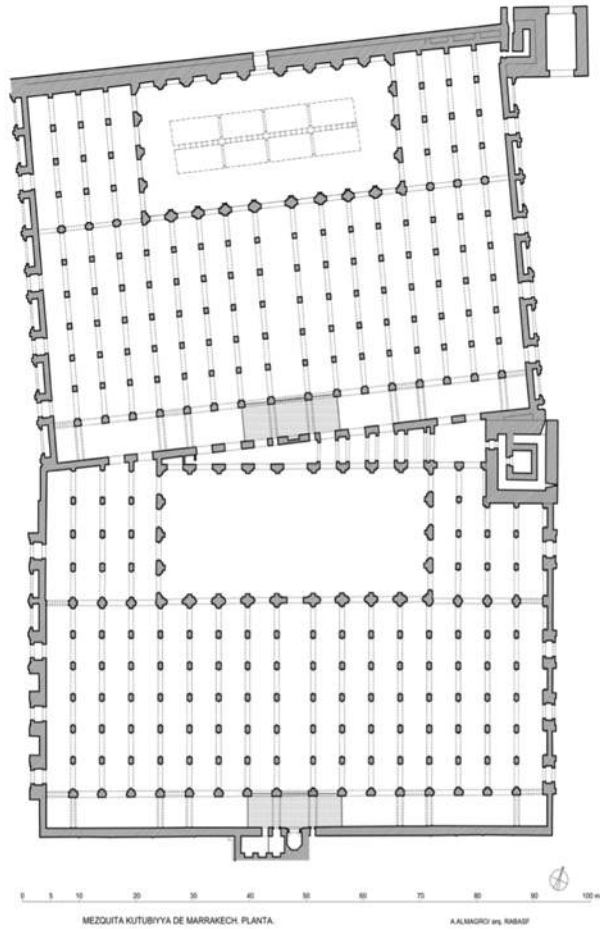 0 5 10 20 30 40 50 60 70 80 90 100 m
MEZQUITA KUTUBIYYA DE MARRAKECH. PLANTA.
A.ALMAGRO/ arq. RABASF